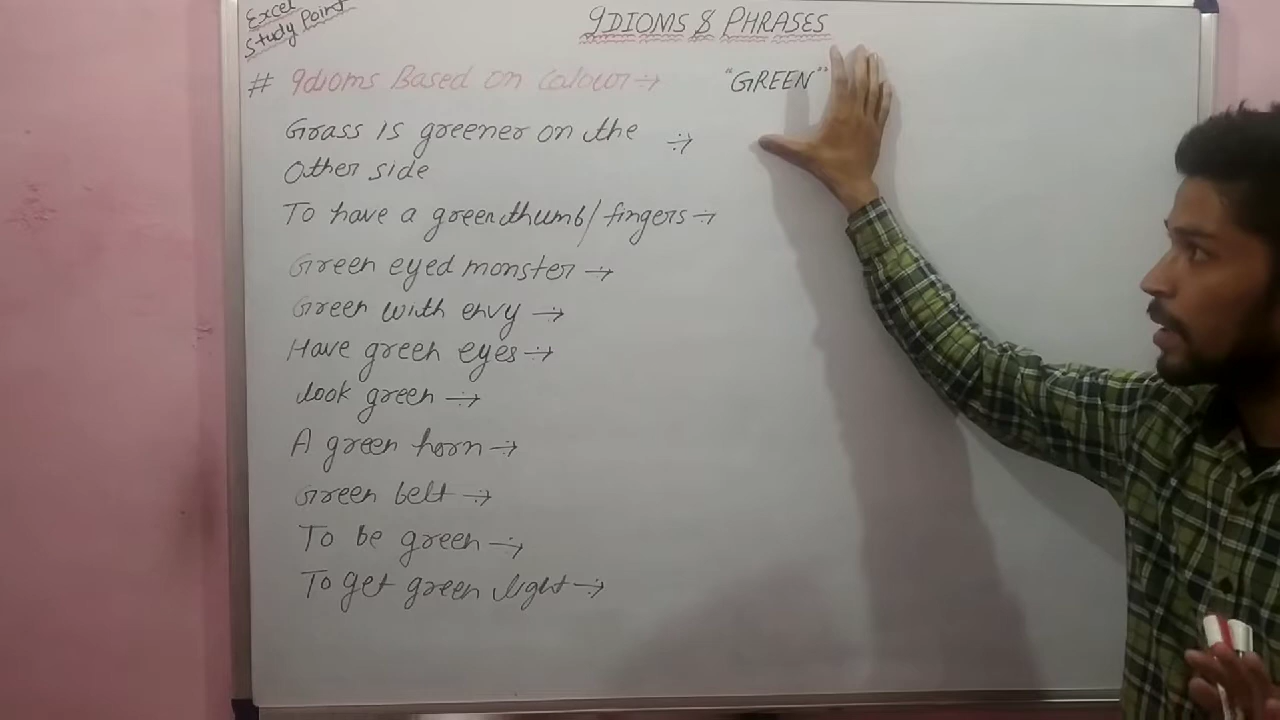 Excel
Study Point
IDIOMS & PHRASES
# Idioms Based on Colour → "GREEN"
Grass is greener on the →
Other side
To have a green thumb/fingers →
Green eyed monster →
Green with envy →
Have green eyes →
Look green →
A green horn →
Green belt →
To be green →
To get green light →